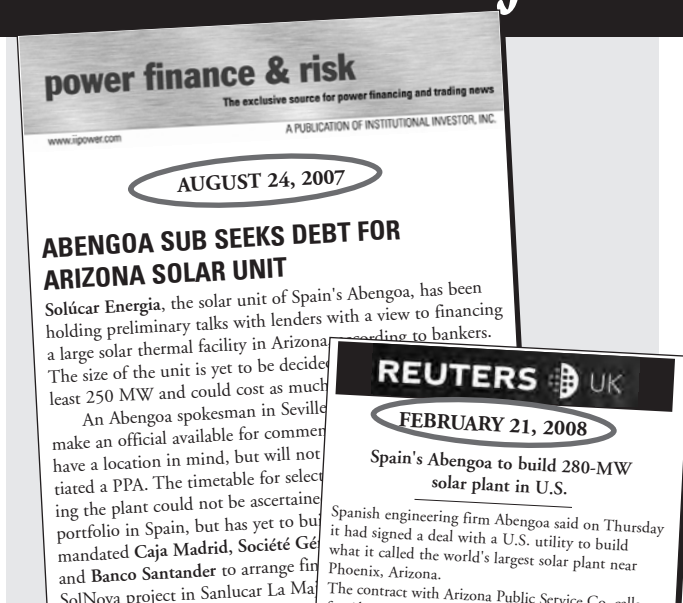 power finance & risk
The exclusive source for power financing and trading news
www.iipower.com
A PUBLICATION OF INSTITUTIONAL INVESTOR, INC.
AUGUST 24, 2007
ABENGOA SUB SEEKS DEBT FOR
ARIZONA SOLAR UNIT
Solúcar Energia, the solar unit of Spain's Abengoa, has been
holding preliminary talks with lenders with a view to financing
a large solar thermal facility in Arizona to bankers.
The size of the unit is yet to be decide
least 250 MW and could cost as much
An Abengoa spokesman in Seville
make an official available for commen
have a location in mind, but will not
tiated a PPA. The timetable for select
ing the plant could not be ascertaine
portfolio in Spain, but has yet to bu
mandated Caja Madrid, Société Gé
and Banco Santander to arrange fin
SolNova project in Sanlucar La Ma
REUTERS UK
FEBRUARY 21, 2008
Spain's Abengoa to build 280-MW
solar plant in U.S.
Spanish engineering firm Abengoa said on Thursday
it had signed a deal with a U.S. utility to build
what it called the world's largest solar plant near
Phoenix, Arizona.
The contract with Arizona Public Service Co.